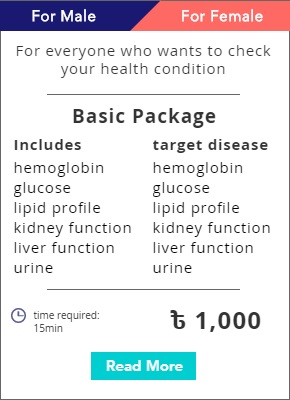 For Male
For Female
For everyone who wants to check
your health condition
Basic Package
Includes
hemoglobin
glucose
lipid profile
kidney function
liver function
urine
target disease
hemoglobin
glucose
lipid profile
kidney function
liver function
urine
time required:
15min
৳ 1,000
Read More